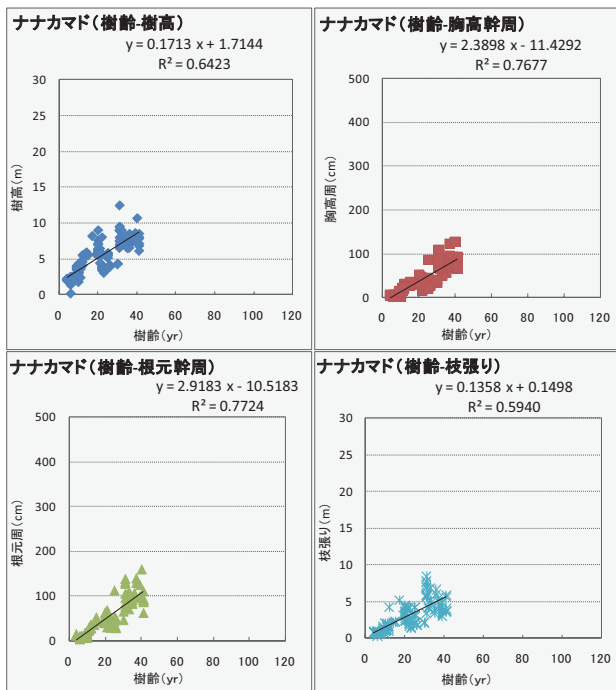 ナナカマド(樹齢-樹高)
y = 0.1713 x + 1.7144
R² = 0.6423
30
25
20
15
10
5
0
樹高(m)
0 20 40 60 80 100 120
樹齢(yr)
ナナカマド(樹齢-胸高幹周)
y = 2.3898 x - 11.4292
R² = 0.7677
500
400
300
200
100
0
胸高周(cm)
0 20 40 60 80 100 120
樹齢(yr)
ナナカマド(樹齢-根元幹周)
y = 2.9183 x - 10.5183
R² = 0.7724
500
400
300
200
100
0
根元周(cm)
0 20 40 60 80 100 120
樹齢(yr)
ナナカマド(樹齢-枝張り)
y = 0.1358 x + 0.1498
R² = 0.5940
30
25
20
15
10
5
0
枝張り(m)
0 20 40 60 80 100 120
樹齢(yr)